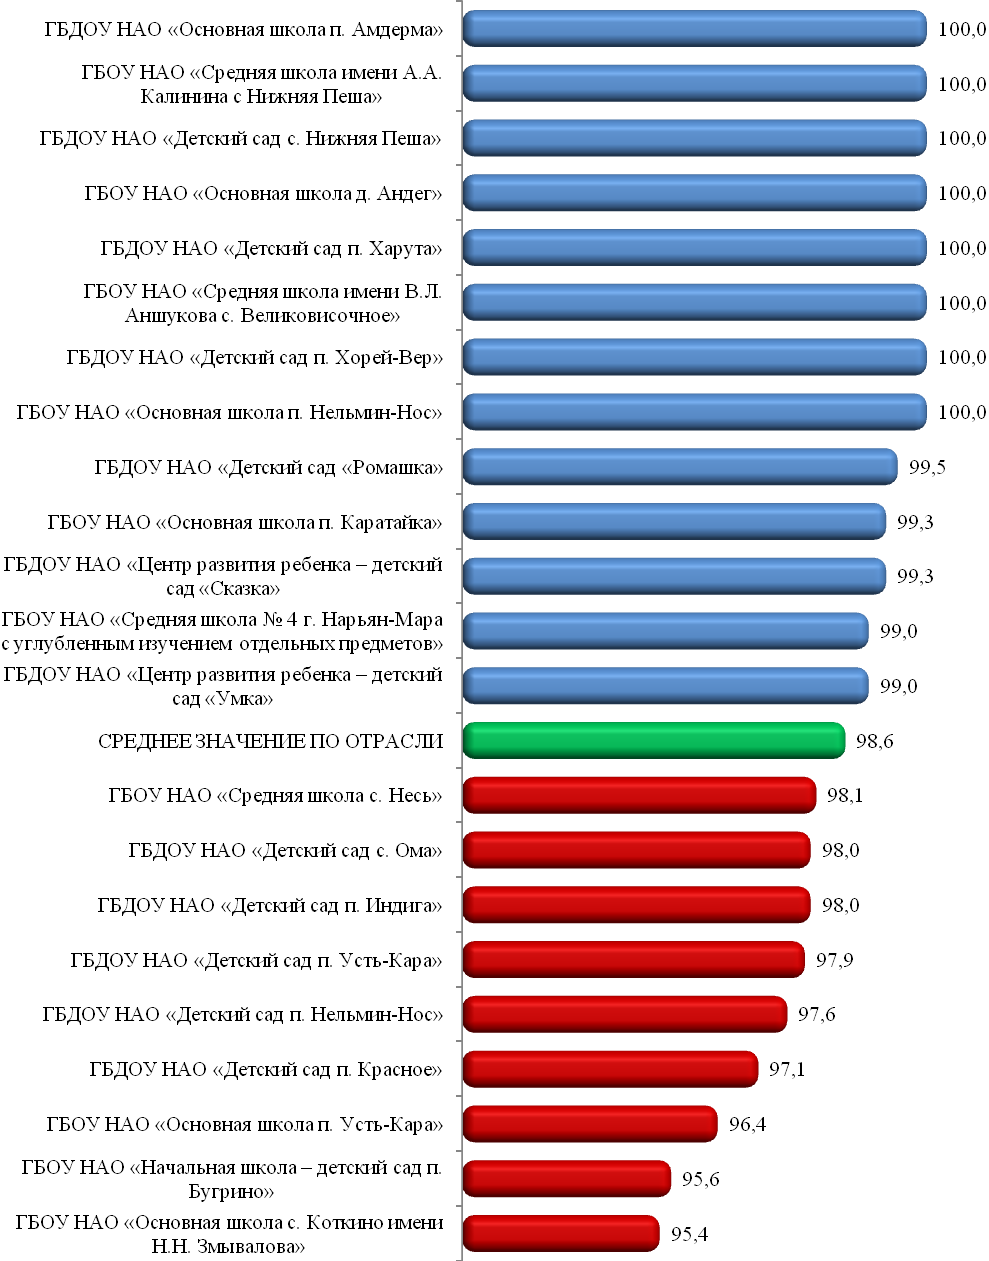 ГБДОУ НАО «Основная школа п. Амдерма»
100,0
ГБОУ НАО «Средняя школа имени А.А.
Калинина с Нижняя Пеша»
100,0
ГБДОУ НАО «Детский сад с. Нижняя Пеша»
100,0
ГБОУ НАО «Основная школа д. Андег»
100,0
ГБДОУ НАО «Детский сад п. Харута»
100,0
ГБОУ НАО «Средняя школа имени В.Л.
Аншукова с. Великовисочное»
100,0
ГБДОУ НАО «Детский сад п. Хорей-Вер»
100,0
ГБОУ НАО «Основная школа п. Нельмин-Нос»
100,0
ГБДОУ НАО «Детский сад «Ромашка»
99,5
ГБОУ НАО «Основная школа п. Каратайка»
99,3
ГБДОУ НАО «Центр развития ребенка – детский
сад «Сказка»
99,3
ГБОУ НАО «Средняя школа № 4 г. Нарьян-Мара
с углубленным изучением отдельных предметов»
99,0
ГБДОУ НАО «Центр развития ребенка – детский
сад «Умка»
99,0
СРЕДНЕЕ ЗНАЧЕНИЕ ПО ОТРАСЛИ
98,6
ГБОУ НАО «Средняя школа с. Несь»
98,1
ГБДОУ НАО «Детский сад с. Ома»
98,0
ГБДОУ НАО «Детский сад п. Индига»
98,0
ГБДОУ НАО «Детский сад п. Усть-Кара»
97,9
ГБДОУ НАО «Детский сад п. Нельмин-Нос»
97,6
ГБДОУ НАО «Детский сад п. Красное»
97,1
ГБОУ НАО «Основная школа п. Усть-Кара»
96,4
ГБОУ НАО «Начальная школа – детский сад п.
Бугрино»
95,6
ГБОУ НАО «Основная школа с. Коткино имени
Н.Н. Змывалова»
95,4